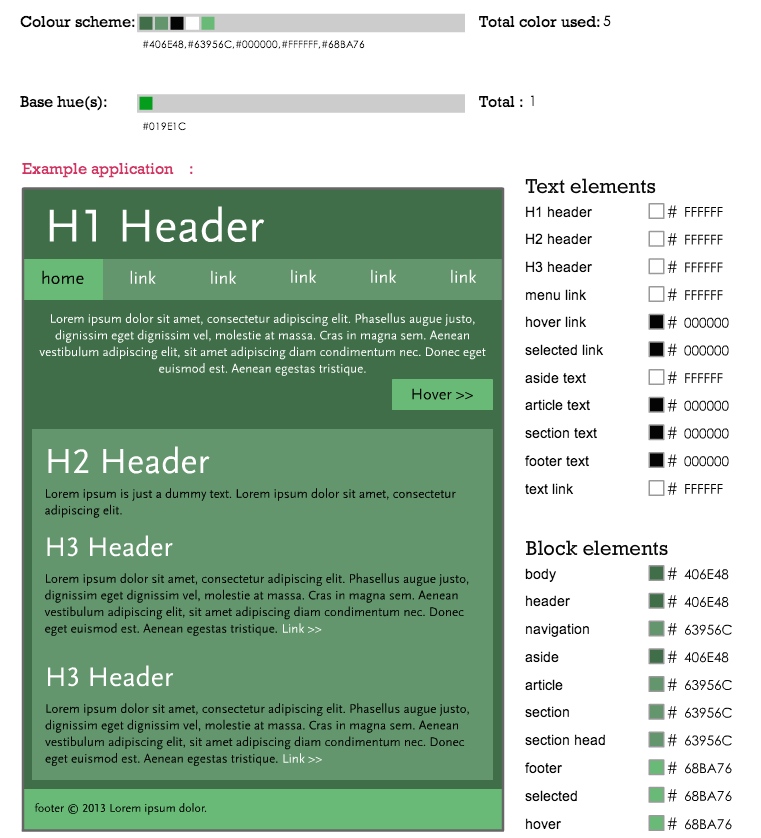 Colour scheme: Total color used: 5
#406E48,#63956C,#000000,#FFFFFF,#68BA76
Base hue(s): Total : 1
#019E1C
Example application :
H1 Header
home link link link link link
Lorem ipsum dolor sit amet, consectetur adipiscing elit. Phasellus augue justo,
dignissim eget dignissim vel, molestie at massa. Cras in magna sem. Aenean
vestibulum adipiscing elit, sit amet adipiscing diam condimentum nec. Donec eget
euismod est. Aenean egestas tristique.
Hover >>
H2 Header
Lorem ipsum is just a dummy text. Lorem ipsum dolor sit amet, consectetur
adipiscing elit.
H3 Header
Lorem ipsum dolor sit amet, consectetur adipiscing elit. Phasellus augue justo,
dignissim eget dignissim vel, molestie at massa. Cras in magna sem. Aenean
vestibulum adipiscing elit, sit amet adipiscing diam condimentum nec. Donec
eget euismod est. Aenean egestas tristique. Link >>
H3 Header
Lorem ipsum dolor sit amet, consectetur adipiscing elit. Phasellus augue justo,
dignissim eget dignissim vel, molestie at massa. Cras in magna sem. Aenean
vestibulum adipiscing elit, sit amet adipiscing diam condimentum nec. Donec
eget euismod est. Aenean egestas tristique. Link >>
footer © 2013 Lorem ipsum dolor.
Text elements
H1 header # FFFFFF
H2 header # FFFFFF
H3 header # FFFFFF
menu link # FFFFFF
hover link # 000000
selected link # 000000
aside text # FFFFFF
article text # 000000
section text # 000000
footer text # 000000
text link # FFFFFF
Block elements
body # 406E48
header # 406E48
navigation # 63956C
aside # 406E48
article # 63956C
section # 63956C
section head # 63956C
footer # 68BA76
selected # 68BA76
hover # 68BA76